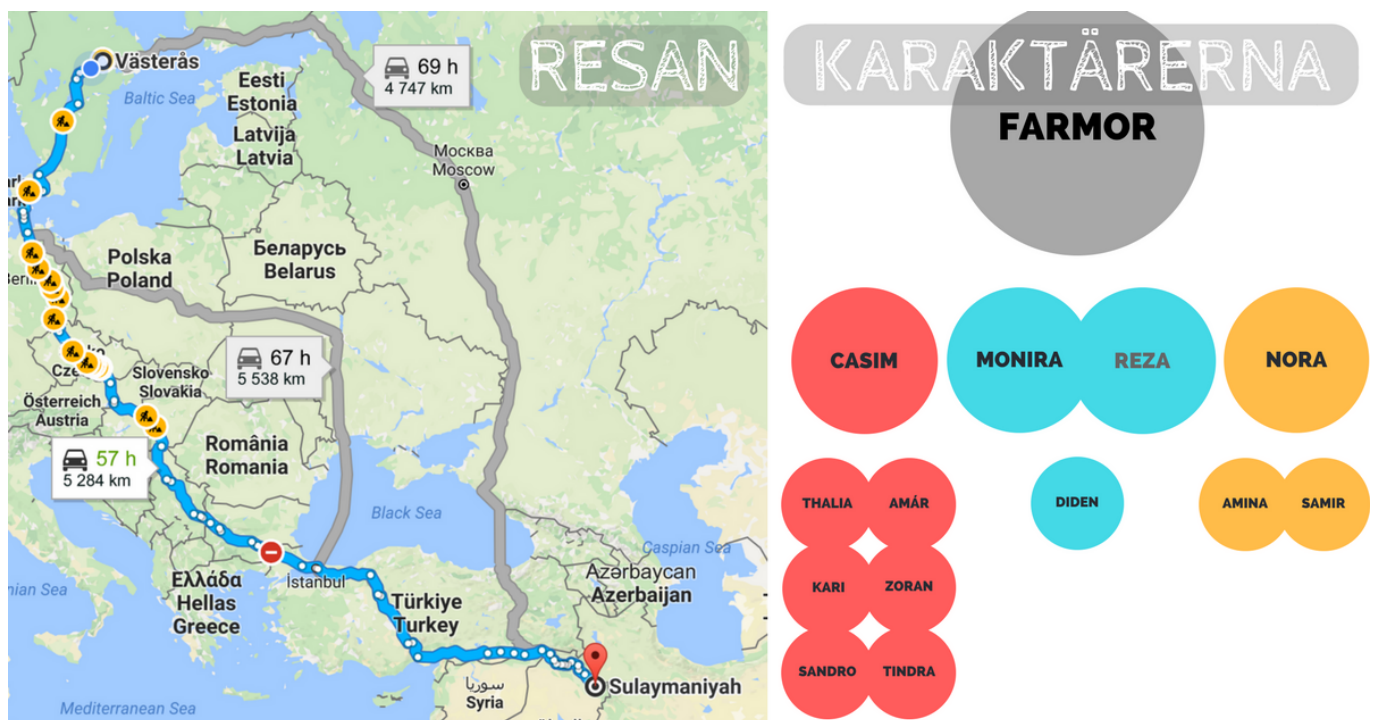 RESAN
Västerås
69 h
4 747 km
Eesti
Estonia
Baltic Sea
Latvija
Latvia
Москва
Moscow
Polska
Poland
Беларусь
Belarus
67 h
5 538 km
Slovensko
Slovakia
Österreich
Austria
57 h
5 284 km
România
Romania
Black Sea
Caspian Sea
İstanbul
Ελλάδα
Hellas
Greece
Türkiye
Turkey
Azərbaycan
Azerbaijan
Sulaymaniyah
سوريا
Syria
Mediterranean Sea
KARAKTÄRERNA
FARMOR
CASIM
MONIRA
REZA
NORA
THALIA
AMÁR
DIDEN
AMINA
SAMIR
KARI
ZORAN
SANDRO
TINDRA